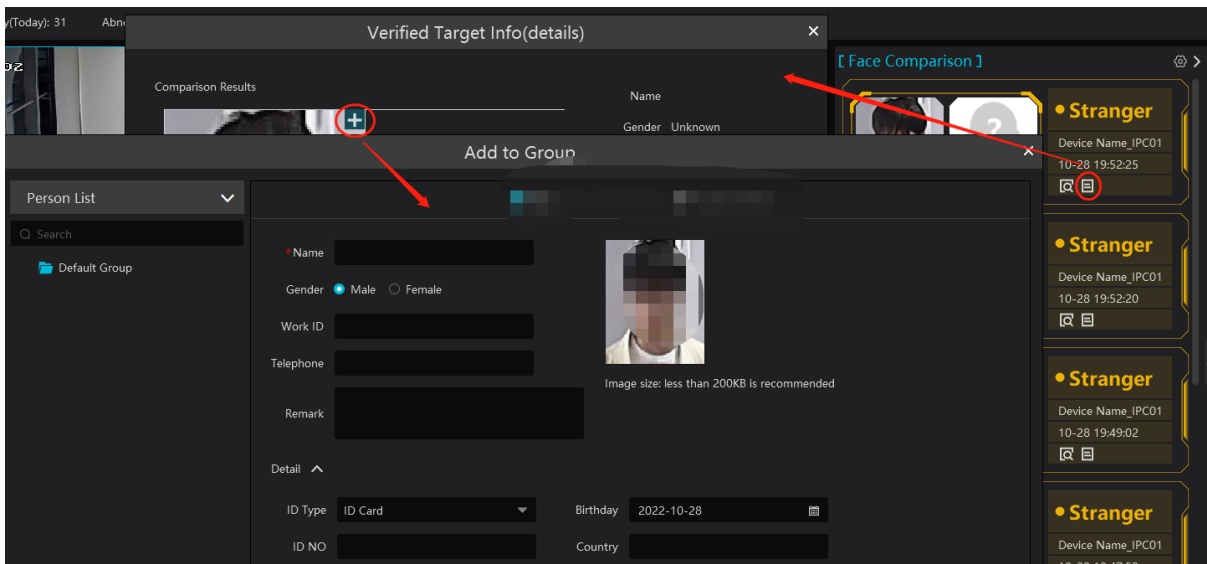 y(Today): 31 Abn
oz
Verified Target Info(details)
Comparison Results
Name
Gender Unknown
[ Face Comparison ]
Stranger
Device Name_IPC01
10-28 19:52:25
Add to Group
Person List
Search
Default Group
* Name
Gender Male Female
Work ID
Telephone
Remark
Image size: less than 200KB is recommended
Detail
ID Type ID Card
Birthday 2022-10-28
ID NO
Country
Stranger
Device Name_IPC01
10-28 19:52:20
Stranger
Device Name_IPC01
10-28 19:49:02
Stranger
Device Name_IPC01